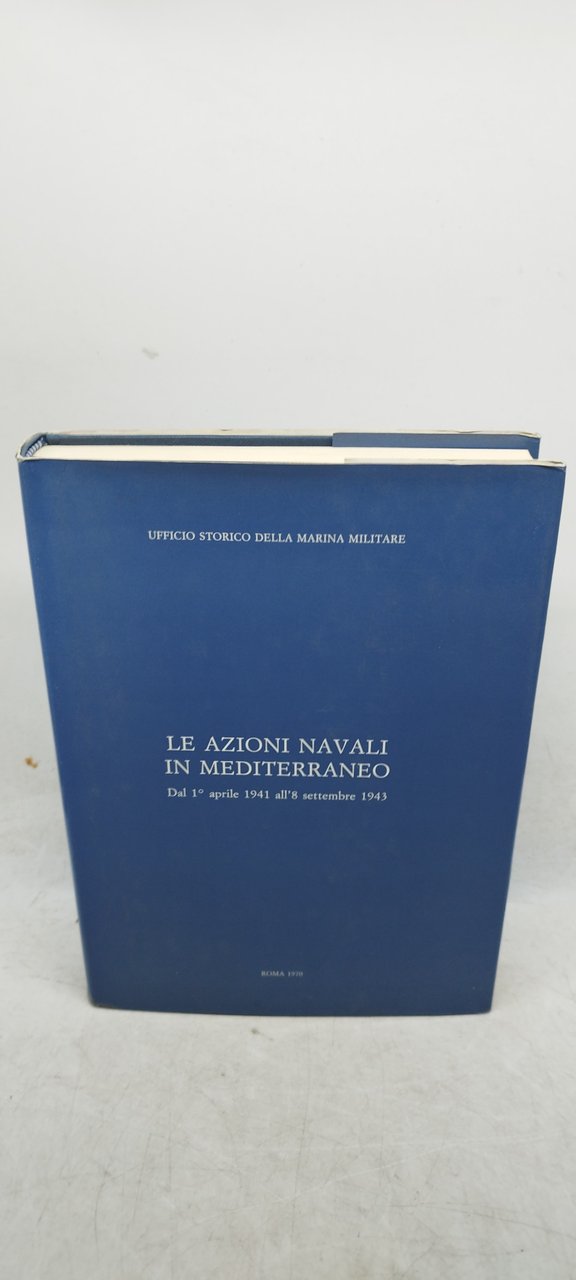 UFFICIO STORICO DELLA MARINA MILITARE
LE AZIONI NAVALI
IN MEDITERRANEO
Dal 1° aprile 1941 all'8 settembre 1943
ROMA 1970